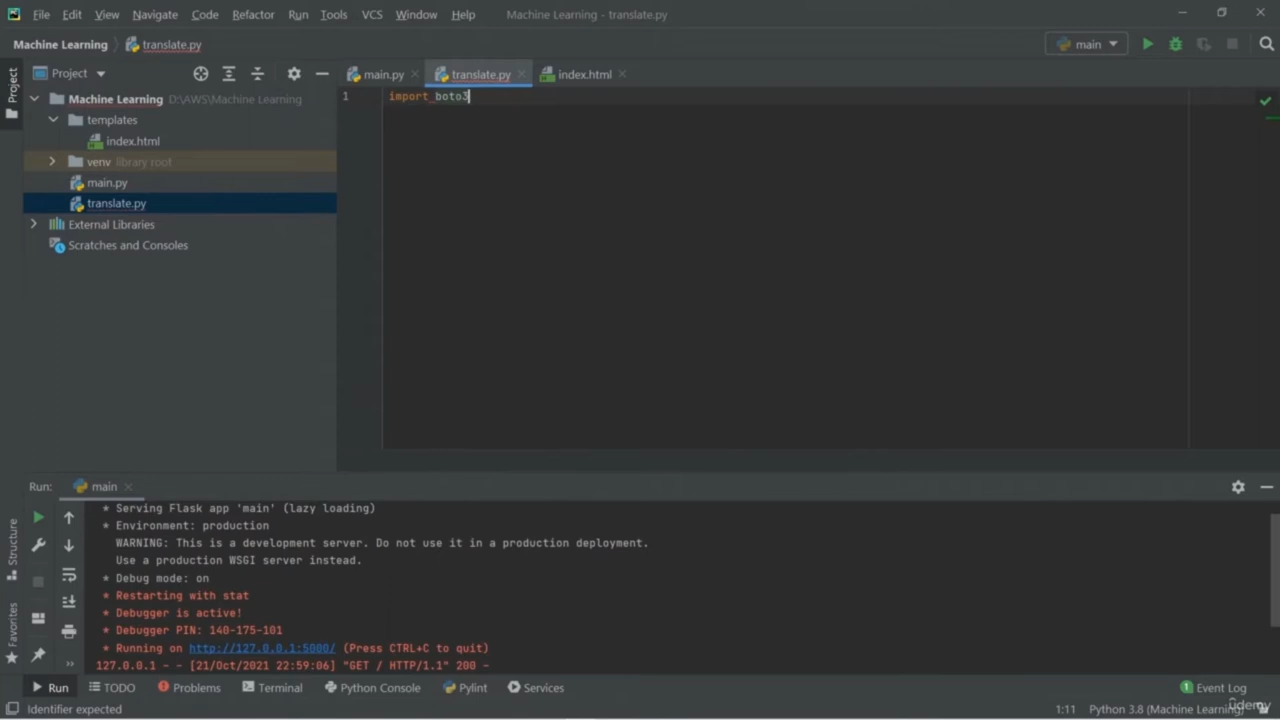 File Edit View Navigate Code Refactor Run Tools VCS Window Help Machine Learning - translate.py
Machine Learning translate.py main
Project main.py translate.py index.html
Project
Machine Learning D:\AWS\Machine Learning
templates
index.html
venv library root
main.py
translate.py
External Libraries
Scratches and Consoles
1 import boto3
Run: main
* Serving Flask app 'main' (lazy loading)
* Environment: production
WARNING: This is a development server. Do not use it in a production deployment.
Use a production WSGI server instead.
* Debug mode: on
* Restarting with stat
* Debugger is active!
* Debugger PIN: 140-175-101
* Running on http://127.0.0.1:5000/ (Press CTRL+C to quit)
127.0.0.1 - - [21/Oct/2021 22:59:06] "GET / HTTP/1.1" 200 -
Structure
Favorites
Run TODO Problems Terminal Python Console Pylint Services 1 Event Log
Identifier expected 1:11 Python 3.8 (Machine Learning)
ûdemy